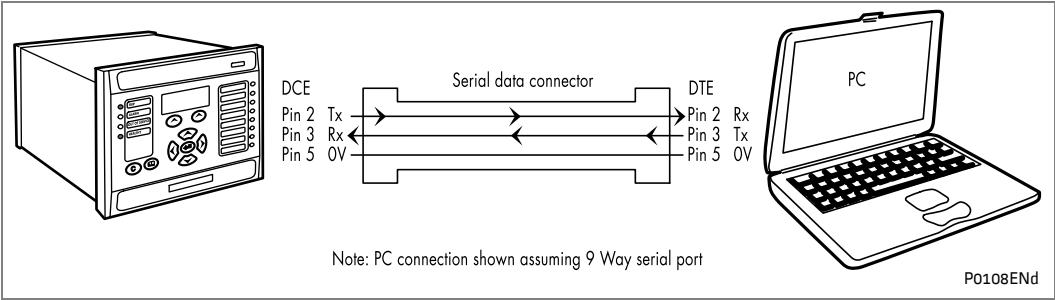 Serial data connector
DCE
DTE
PC
Pin 2 Tx
Pin 2 Rx
Pin 3 Rx
Pin 3 Tx
Pin 5 0V
Pin 5 0V
Note: PC connection shown assuming 9 Way serial port
P0108ENd